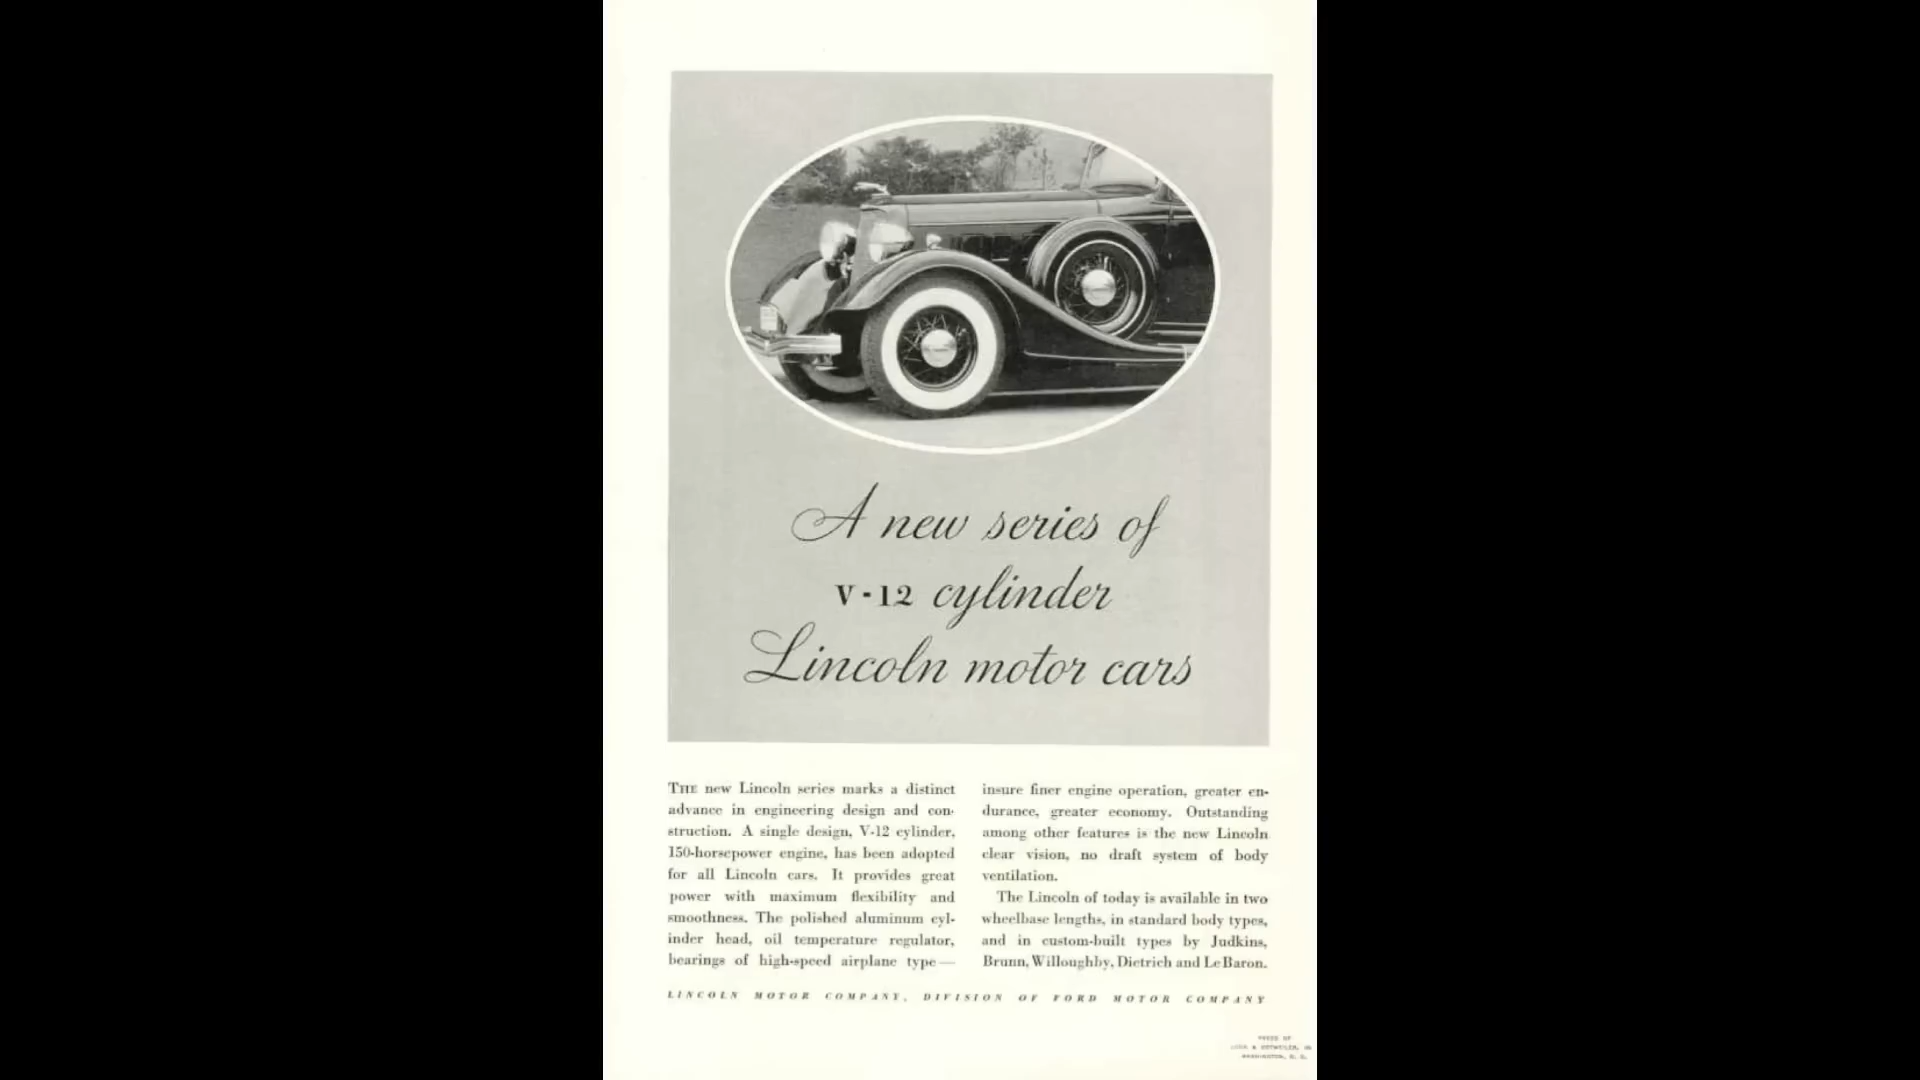 A new series of
V-12 cylinder
Lincoln motor cars
THE new Lincoln series marks a distinct
advance in engineering design and con-
struction. A single design, V-12 cylinder,
150-horsepower engine, has been adopted
for all Lincoln cars. It provides great
power with maximum flexibility and
smoothness. The polished aluminum cyl-
inder head, oil temperature regulator,
bearings of high-speed airplane type—
insure finer engine operation, greater en-
durance, greater economy. Outstanding
among other features is the new Lincoln
clear vision, no draft system of body
ventilation.
The Lincoln of today is available in two
wheelbase lengths, in standard body types,
and in custom-built types by Judkins,
Brunn, Willoughby, Dietrich and Le Baron.
LINCOLN MOTOR COMPANY, DIVISION OF FORD MOTOR COMPANY
PRESS OF
WASHINGTON, D. C.